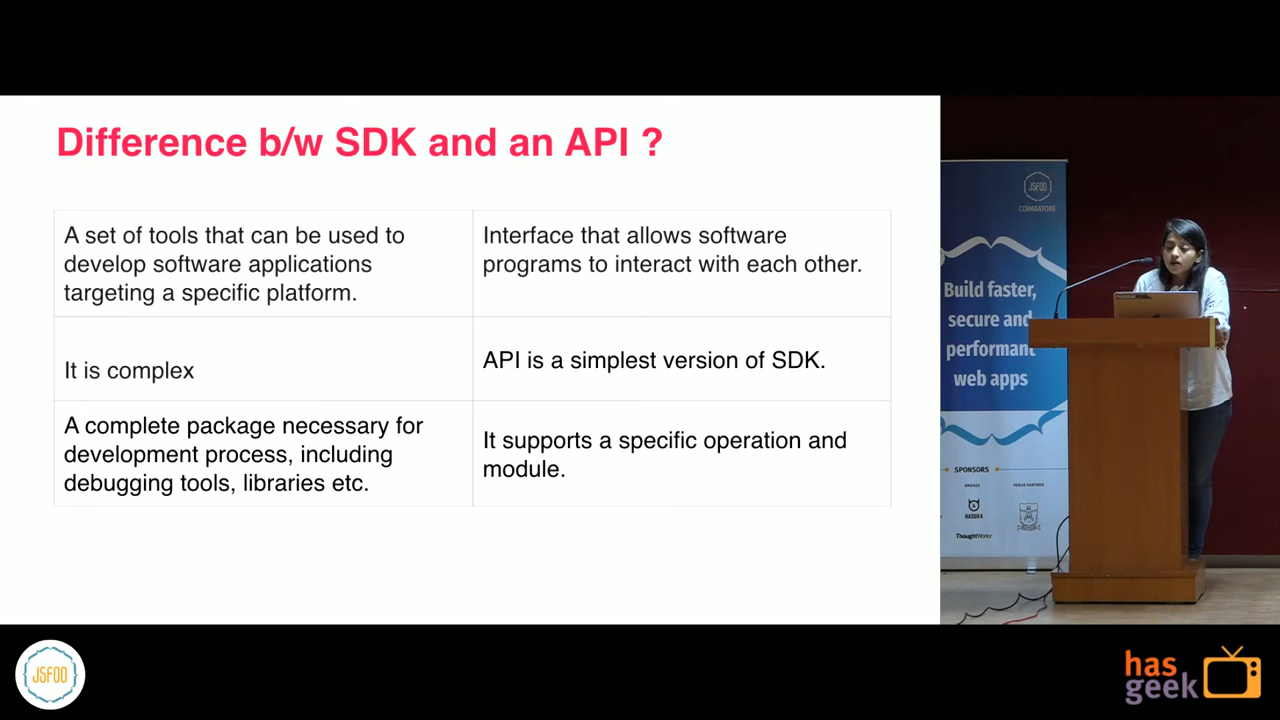 Difference b/w SDK and an API ?
A set of tools that can be used to
develop software applications
targeting a specific platform.
Interface that allows software
programs to interact with each other.
It is complex
API is a simplest version of SDK.
A complete package necessary for
development process, including
debugging tools, libraries etc.
It supports a specific operation and
module.
JSFOO
COIMBATORE
Build faster,
secure and
performant
web apps
SPONSORS
BRONZE
VENUE PARTNER
HASURA
ThoughtWorks
JSFOO
has
geek